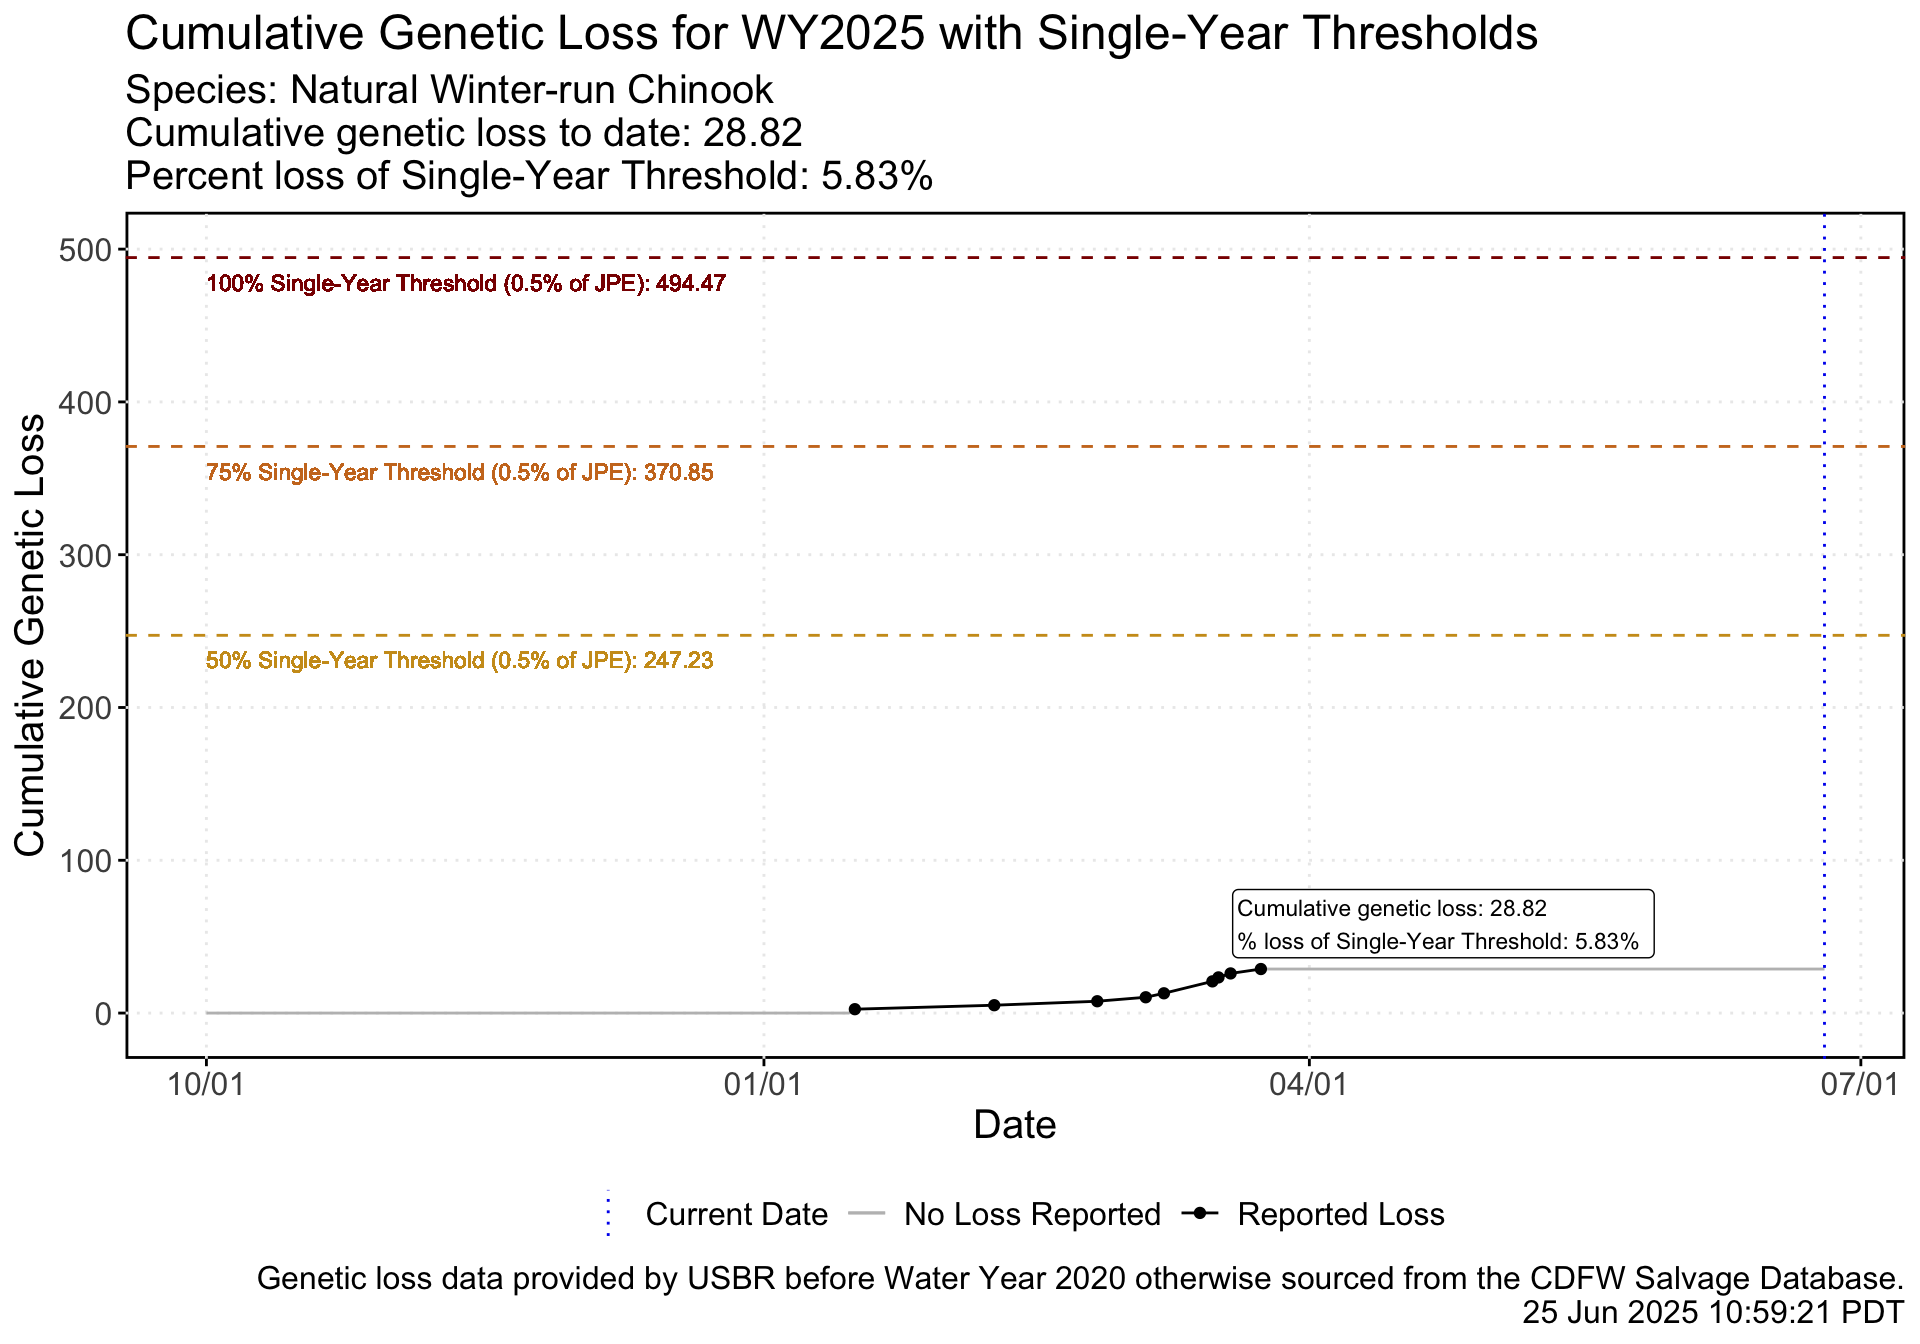 Cumulative Genetic Loss for WY2025 with Single-Year Thresholds
Species: Natural Winter-run Chinook
Cumulative genetic loss to date: 28.82
Percent loss of Single-Year Threshold: 5.83%
Cumulative Genetic Loss
500
400
300
200
100
0
100% Single-Year Threshold (0.5% of JPE): 494.47
75% Single-Year Threshold (0.5% of JPE): 370.85
50% Single-Year Threshold (0.5% of JPE): 247.23
Cumulative genetic loss: 28.82
% loss of Single-Year Threshold: 5.83%
10/01 01/01 04/01 07/01
Date
Current Date No Loss Reported Reported Loss
Genetic loss data provided by USBR before Water Year 2020 otherwise sourced from the CDFW Salvage Database.
25 Jun 2025 10:59:21 PDT